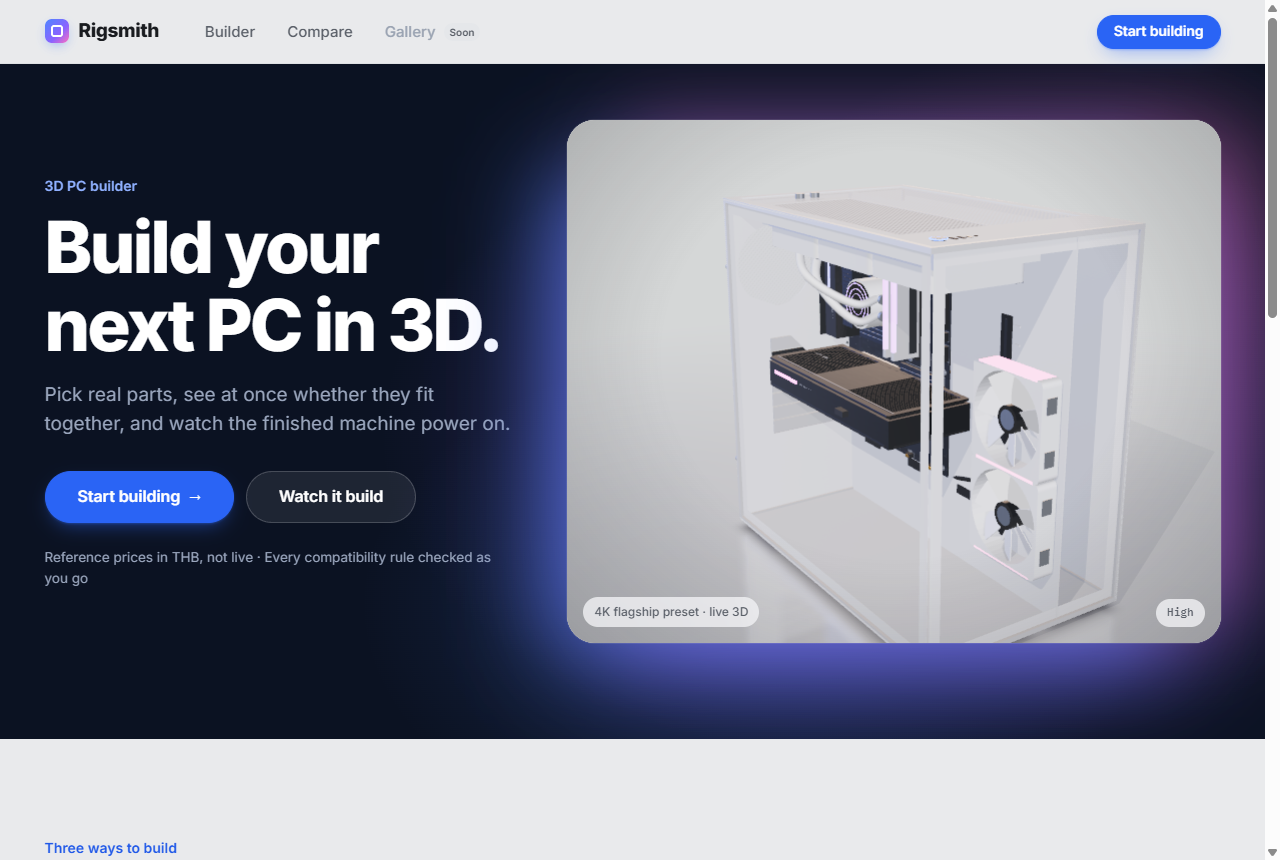 Rigsmith
Builder
Compare
Gallery
Soon
Start building
3D PC builder
Build your
next PC in 3D.
Pick real parts, see at once whether they fit
together, and watch the finished machine power on.
Start building →
Watch it build
Reference prices in THB, not live · Every compatibility rule checked as
you go
4K flagship preset · live 3D
High
Three ways to build